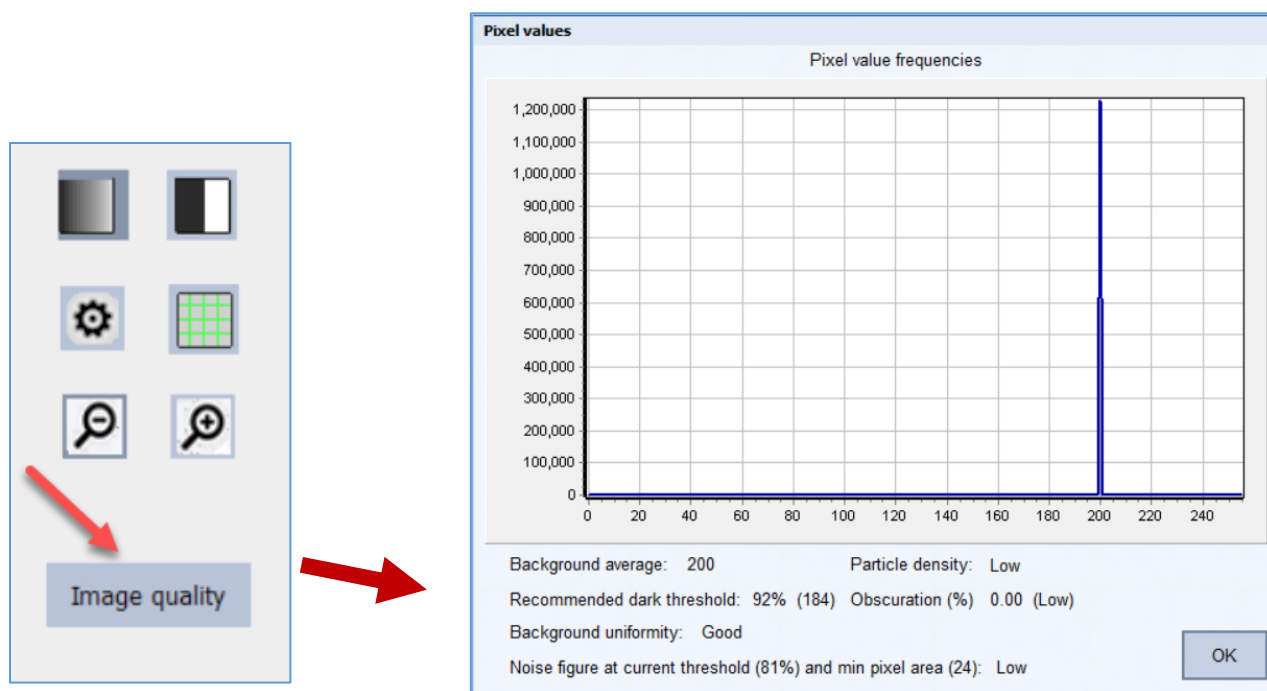 Image quality
Pixel values
Pixel value frequencies
1,200,000
1,100,000
1,000,000
900,000
800,000
700,000
600,000
500,000
400,000
300,000
200,000
100,000
0
0 20 40 60 80 100 120 140 160 180 200 220 240
Background average: 200 Particle density: Low
Recommended dark threshold: 92% (184) Obscuration (%) 0.00 (Low)
Background uniformity: Good
Noise figure at current threshold (81%) and min pixel area (24): Low
OK